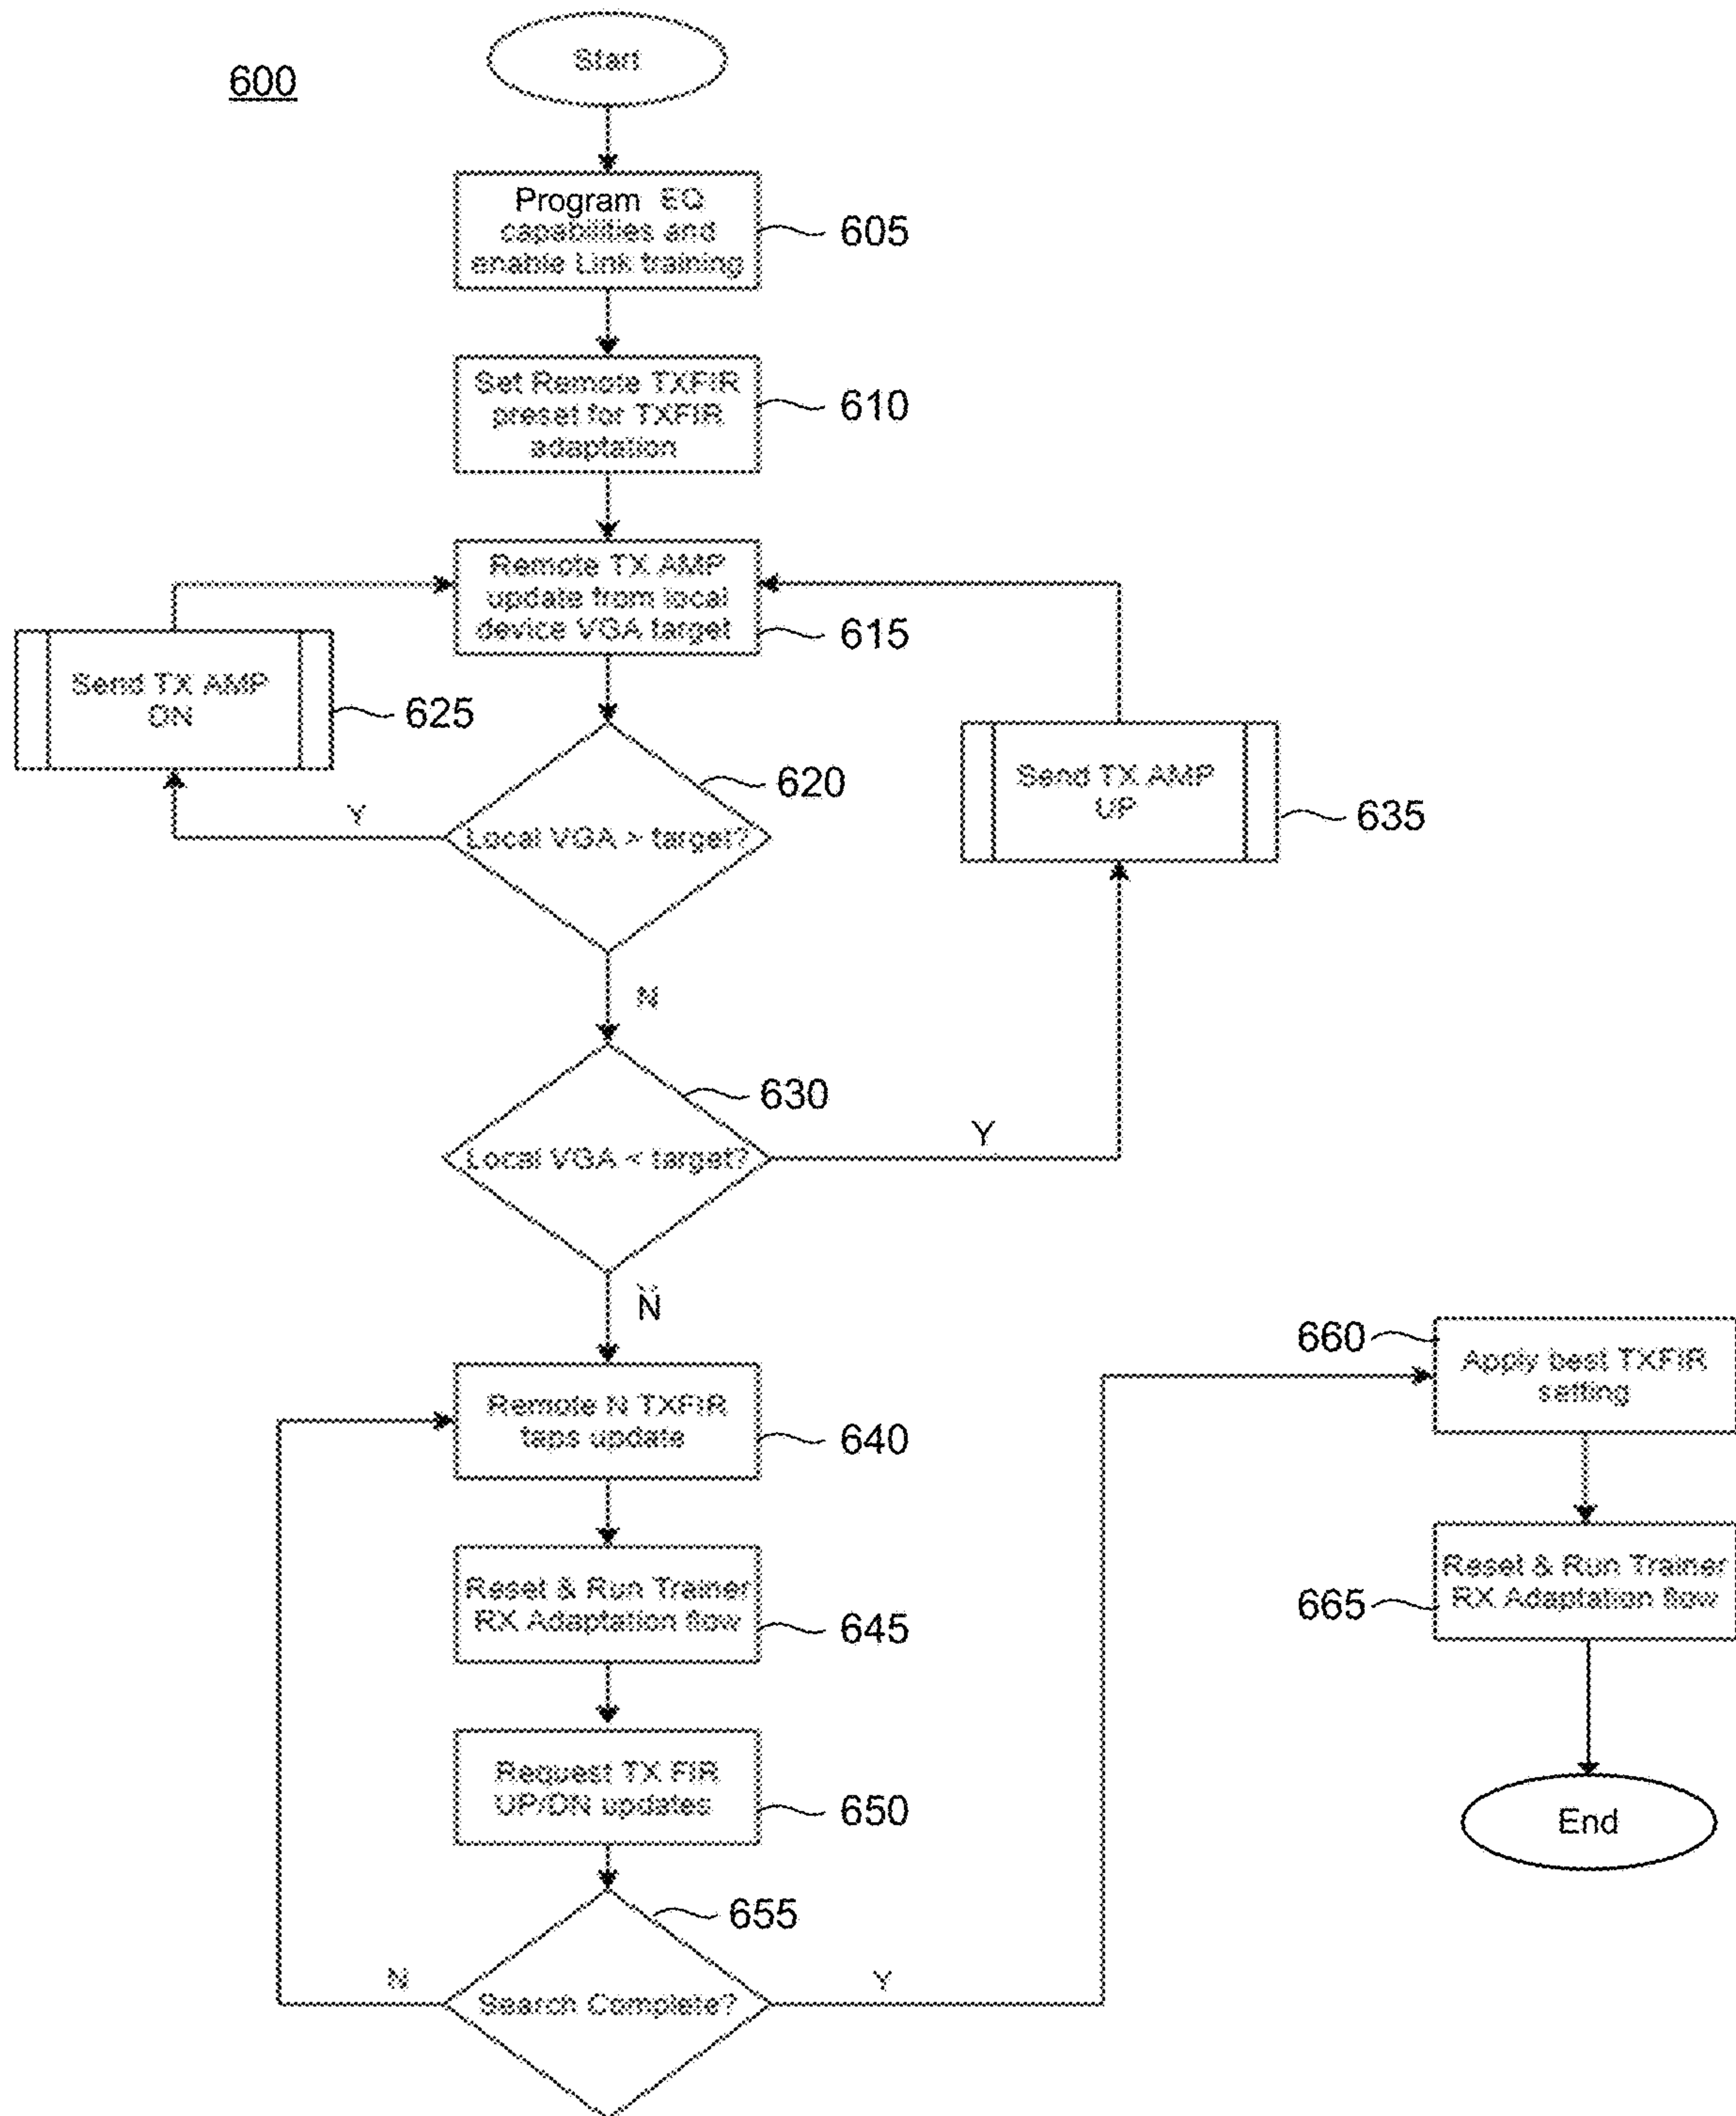 600
Start
Program EQ
capabilities and
enable Link training
605
Set Remote TXFIR
preset for TXFIR
adaptation
610
Remote TX AMP
update from local
device VGA target
615
Send TX AMP
DN
625
620
Local VGA > target?
Y
N
Send TX AMP
UP
635
630
Local VGA < target?
Y
N
Remote N TXFIR
taps update
640
Reset & Run Trainer
RX Adaptation flow
645
Request TX FIR
UP/DN updates
650
655
Search Complete?
N
Y
660
Apply best TXFIR
setting
Reset & Run Trainer
RX Adaptation flow
665
End